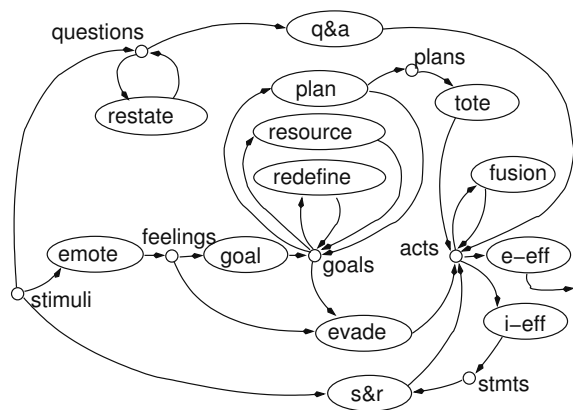 questions
q&a
plans
plan
tote
restate
resource
redefine
fusion
feelings
acts
emote
goal
goals
e-eff
stimuli
evade
i-eff
s&r
stmts